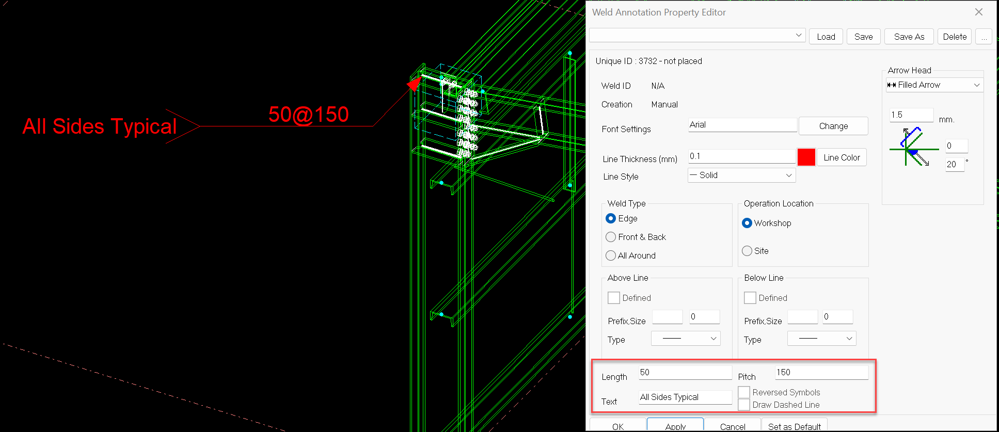 All Sides Typical
50@150
Weld Annotation Property Editor
Load
Save
Save As
Delete
...
Unique ID : 3732 - not placed
Weld ID N/A
Creation Manual
Font Settings Arial Change
Line Thickness (mm) 0.1 Line Color
Line Style Solid
Arrow Head
Filled Arrow
1.5 mm.
0
20 °
Weld Type
Edge
Front & Back
All Around
Operation Location
Workshop
Site
Above Line
Defined
Prefix,Size 0
Type
Below Line
Defined
Prefix,Size 0
Type
Length 50 Pitch 150
Text All Sides Typical
Reversed Symbols
Draw Dashed Line
OK Apply Cancel Set as Default